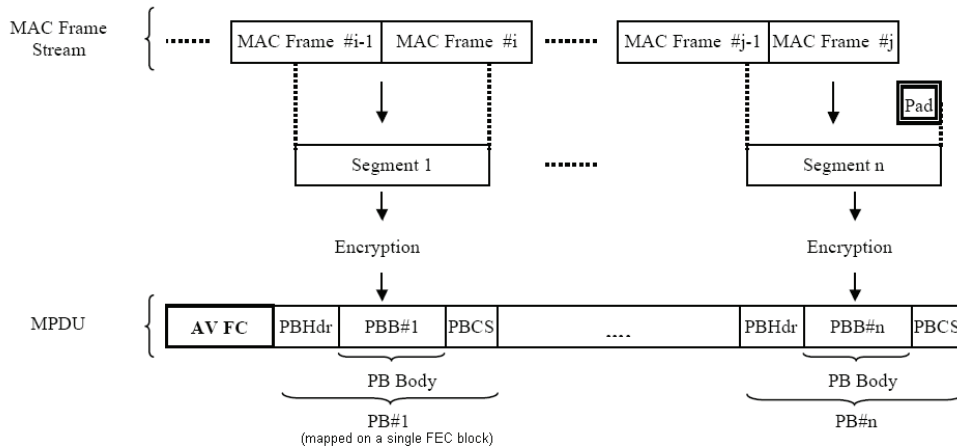 MAC Frame Stream
MAC Frame #i-1
MAC Frame #i
MAC Frame #j-1
MAC Frame #j
Pad
Segment 1
Segment n
Encryption
Encryption
MPDU
AV FC
PBHdr
PBB#1
PBCS
....
PBHdr
PBB#n
PBCS
PB Body
PB Body
PB#1
PB#n
(mapped on a single FEC block)